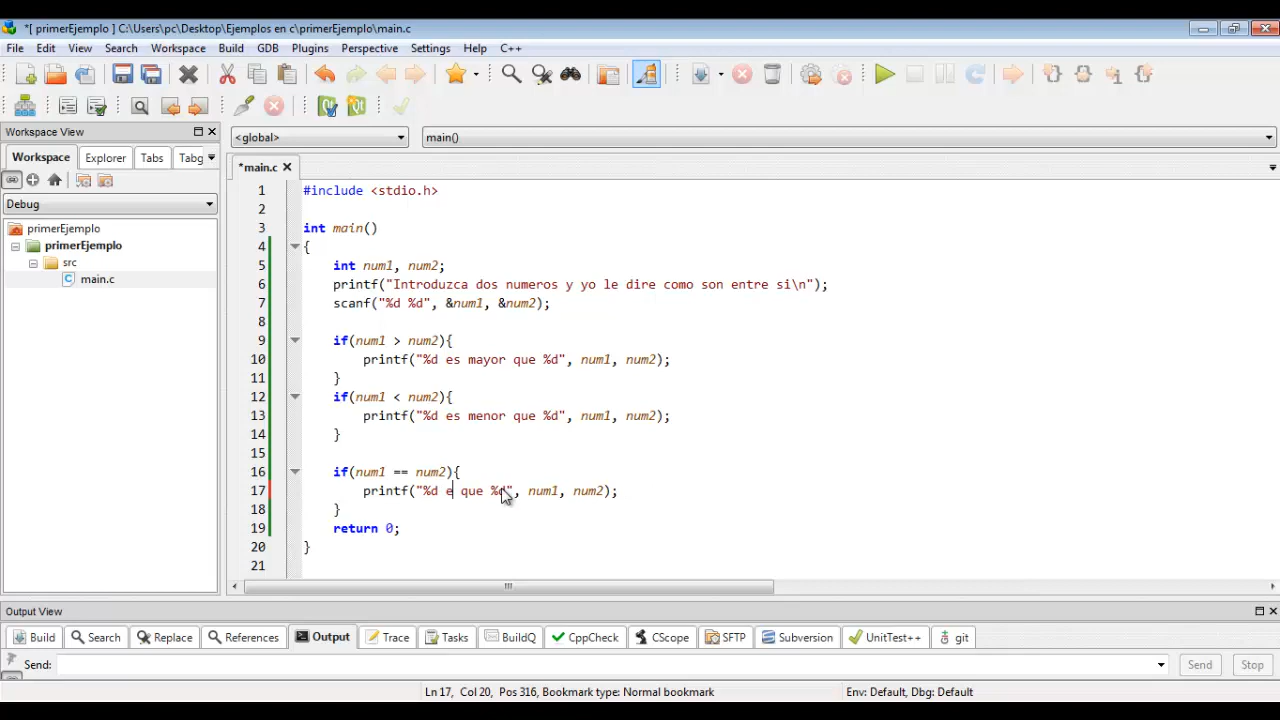 *[ primerEjemplo ] C:\Users\pc\Desktop\Ejemplos en c\primerEjemplo\main.c
File Edit View Search Workspace Build GDB Plugins Perspective Settings Help C++
Workspace View
<global> main()
Workspace Explorer Tabs Tabg
*main.c
Debug
primerEjemplo
primerEjemplo
src
main.c
1 #include <stdio.h>
2
3 int main()
4 {
5 int num1, num2;
6 printf("Introduzca dos numeros y yo le dire como son entre si\n");
7 scanf("%d %d", &num1, &num2);
8
9 if(num1 > num2){
10 printf("%d es mayor que %d", num1, num2);
11 }
12 if(num1 < num2){
13 printf("%d es menor que %d", num1, num2);
14 }
15
16 if(num1 == num2){
17 printf("%d e que %d", num1, num2);
18 }
19 return 0;
20 }
21
Output View
Build Search Replace References Output Trace Tasks BuildQ CppCheck CScope SFTP Subversion UnitTest++ git
Send: Send Stop
Ln 17, Col 20, Pos 316, Bookmark type: Normal bookmark Env: Default, Dbg: Default